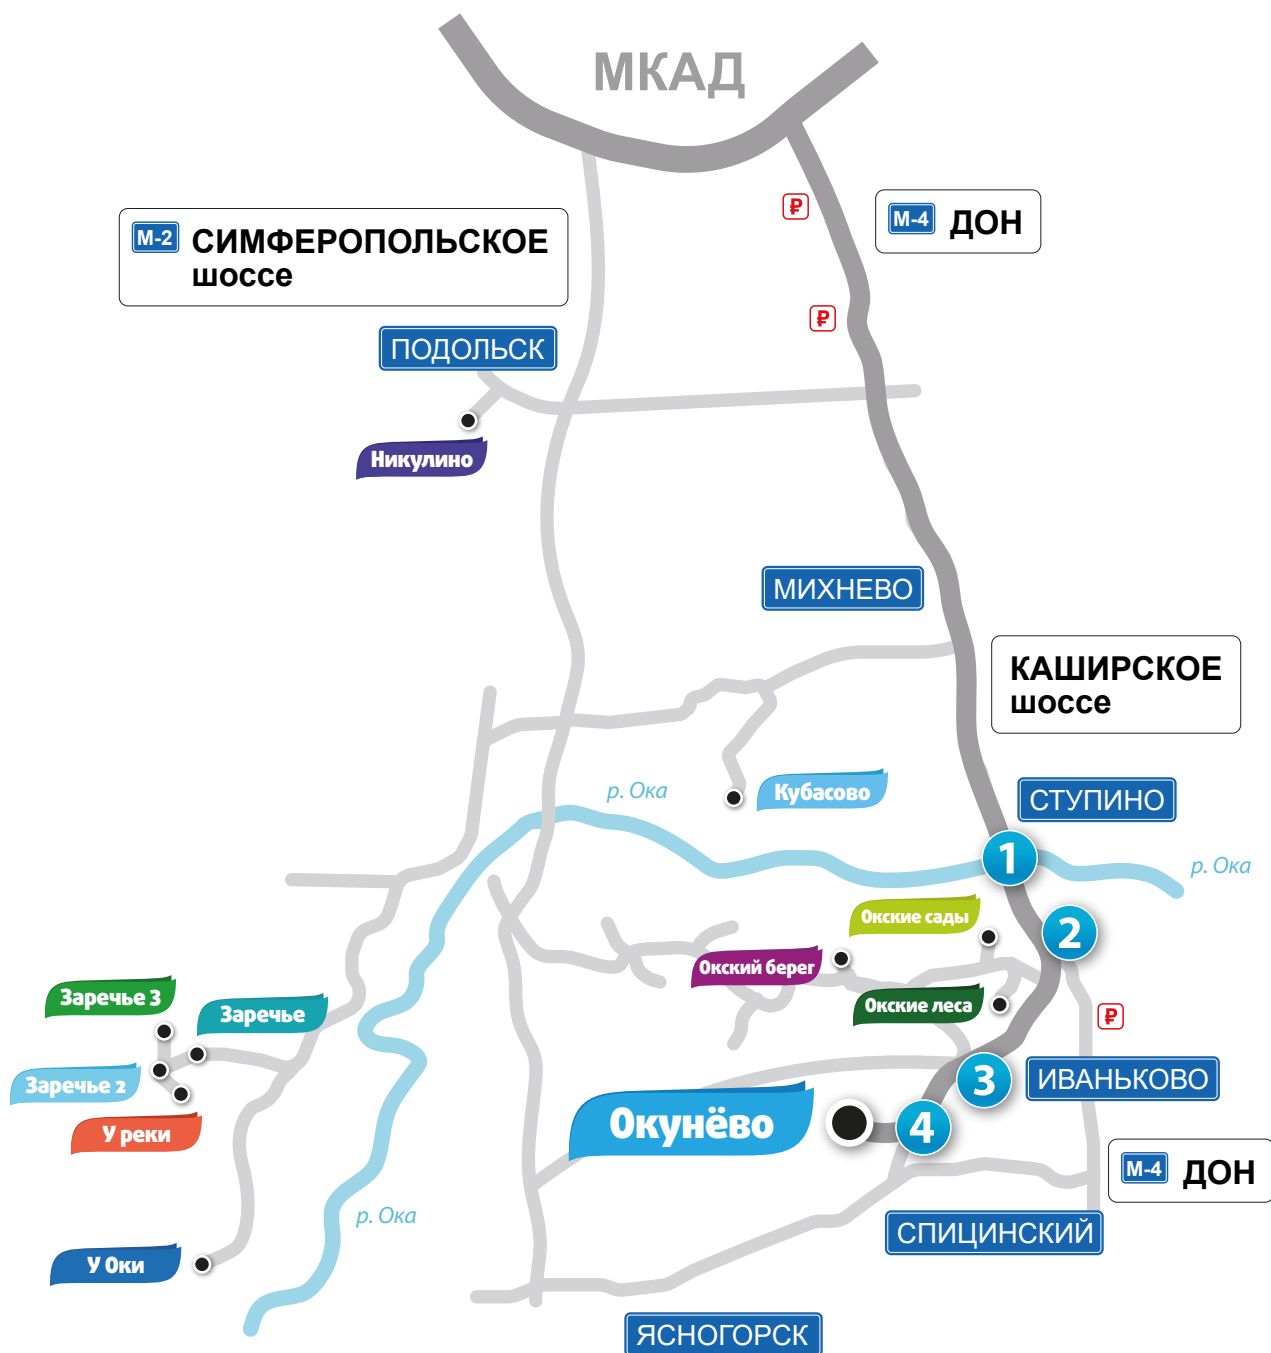 МКАД
₽
М-4 ДОН
М-2 СИМФЕРОПОЛЬСКОЕ
шоссе
₽
ПОДОЛЬСК
Никулино
МИХНЕВО
КАШИРСКОЕ
шоссе
р. Ока
Кубасово
СТУПИНО
1
р. Ока
Окские сады
2
Окский берег
Заречье 3
Окские леса
Заречье
₽
Заречье 2
3
ИВАНЬКОВО
Окунёво
4
У реки
М-4 ДОН
р. Ока
СПИЦИНСКИЙ
У Оки
ЯСНОГОРСК